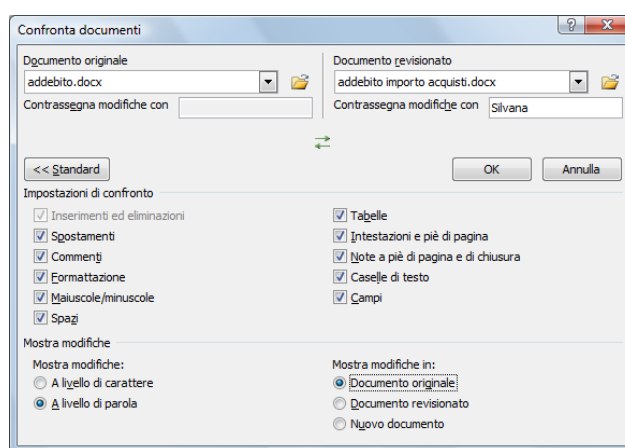 Confronta documenti
Documento originale
addebito.docx
Contrassegna modifiche con
Documento revisionato
addebito importo acquisti.docx
Contrassegna modifiche con Silvana
<< Standard
OK Annulla
Impostazioni di confronto
Inserimenti ed eliminazioni
Spostamenti
Commenti
Formattazione
Maiuscole/minuscole
Spazi
Tabelle
Intestazioni e piè di pagina
Note a piè di pagina e di chiusura
Caselle di testo
Campi
Mostra modifiche
Mostra modifiche:
A livello di carattere
A livello di parola
Mostra modifiche in:
Documento originale
Documento revisionato
Nuovo documento